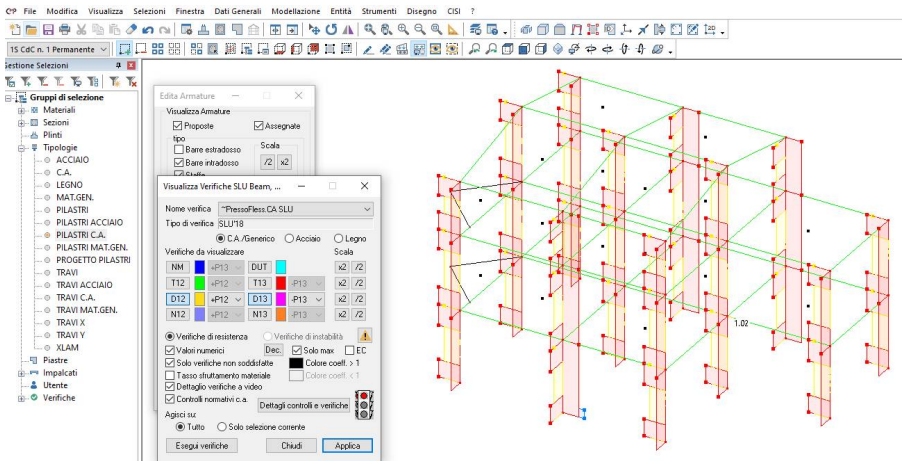 File Modifica Visualizza Selezioni Finestra Dati Generali Modellazione Entità Strumenti Disegno CISI ?
1S CdC n. 1 Permanente
Gestione Selezioni
Gruppi di selezione
Materiali
Sezioni
Plinti
Tipologie
ACCIAIO
C.A.
LEGNO
MAT.GEN.
PILASTRI
PILASTRI ACCIAIO
PILASTRI C.A.
PILASTRI MAT.GEN.
PROGETTO PILASTRI
TRAVI
TRAVI ACCIAIO
TRAVI C.A.
TRAVI MAT.GEN.
TRAVI X
TRAVI Y
XLAM
Piastre
Impalcati
Utente
Verifiche
Edita Armature
Visualizza Armature
Proposte Assegnate
tipo
Barre estradosso Scala
Barre intradosso /2 x2
Staffe
Visualizza Verifiche SLU Beam, ...
Nome verifica ~PressoFless.CA SLU
Tipo di verifica SLU'18
C.A./Generico Acciaio Legno
Verifiche da visualizzare Scala
NM +P13 DUT
T12 +P12 T13 -P13 x2 /2
D12 +P12 D13 -P13 x2 /2
N12 +P12 N13 -P13 x2 /2
Verifiche di resistenza Verifiche di instabilità
Valori numerici Dec. Solo max EC
Solo verifiche non soddisfatte Colore coeff. > 1
Tasso sfruttamento materiale Colore coeff. < 1
Dettaglio verifiche a video
Controlli normativi c.a. Dettagli controlli e verifiche
Agisci su:
Tutto Solo selezione corrente
Esegui verifiche Chiudi Applica
1.02